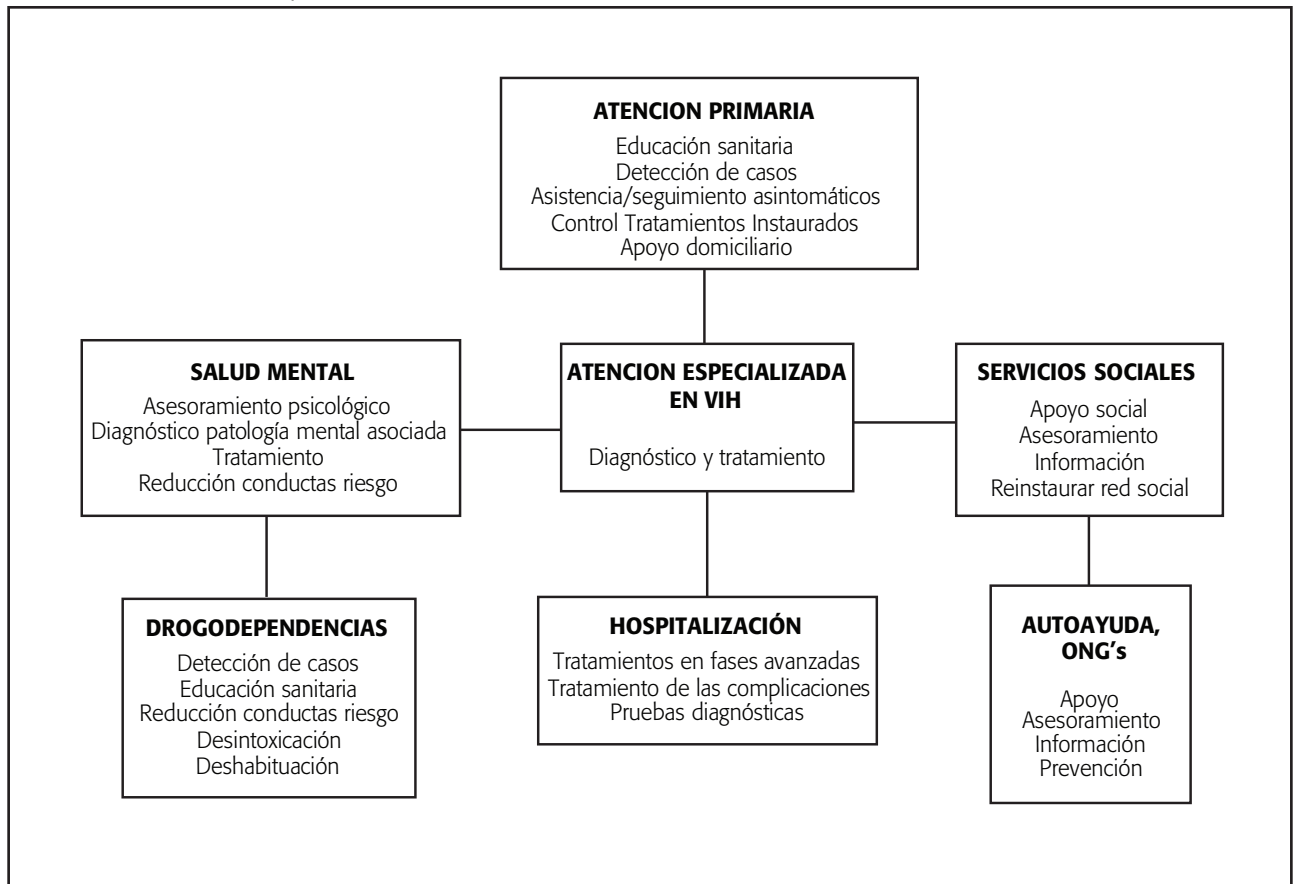 ATENCION PRIMARIA
Educación sanitaria
Detección de casos
Asistencia/seguimiento asintomáticos
Control Tratamientos Instaurados
Apoyo domiciliario
SALUD MENTAL
Asesoramiento psicológico
Diagnóstico patología mental asociada
Tratamiento
Reducción conductas riesgo
ATENCION ESPECIALIZADA
EN VIH
Diagnóstico y tratamiento
SERVICIOS SOCIALES
Apoyo social
Asesoramiento
Información
Reinstaurar red social
DROGODEPENDENCIAS
Detección de casos
Educación sanitaria
Reducción conductas riesgo
Desintoxicación
Deshabituación
HOSPITALIZACIÓN
Tratamientos en fases avanzadas
Tratamiento de las complicaciones
Pruebas diagnósticas
AUTOAYUDA,
ONG's
Apoyo
Asesoramiento
Información
Prevención